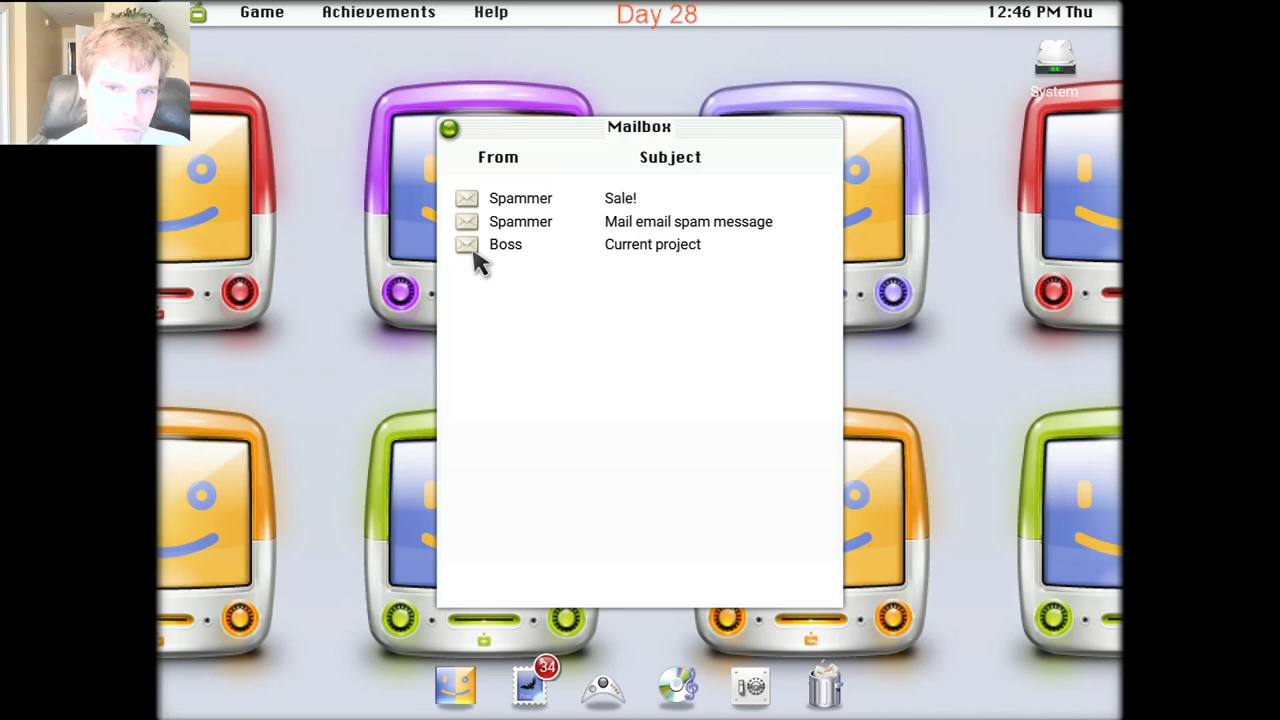 Game Achievements Help Day 28 12:46 PM Thu
System
Mailbox
From Subject
Spammer Sale!
Spammer Mail email spam message
Boss Current project
34